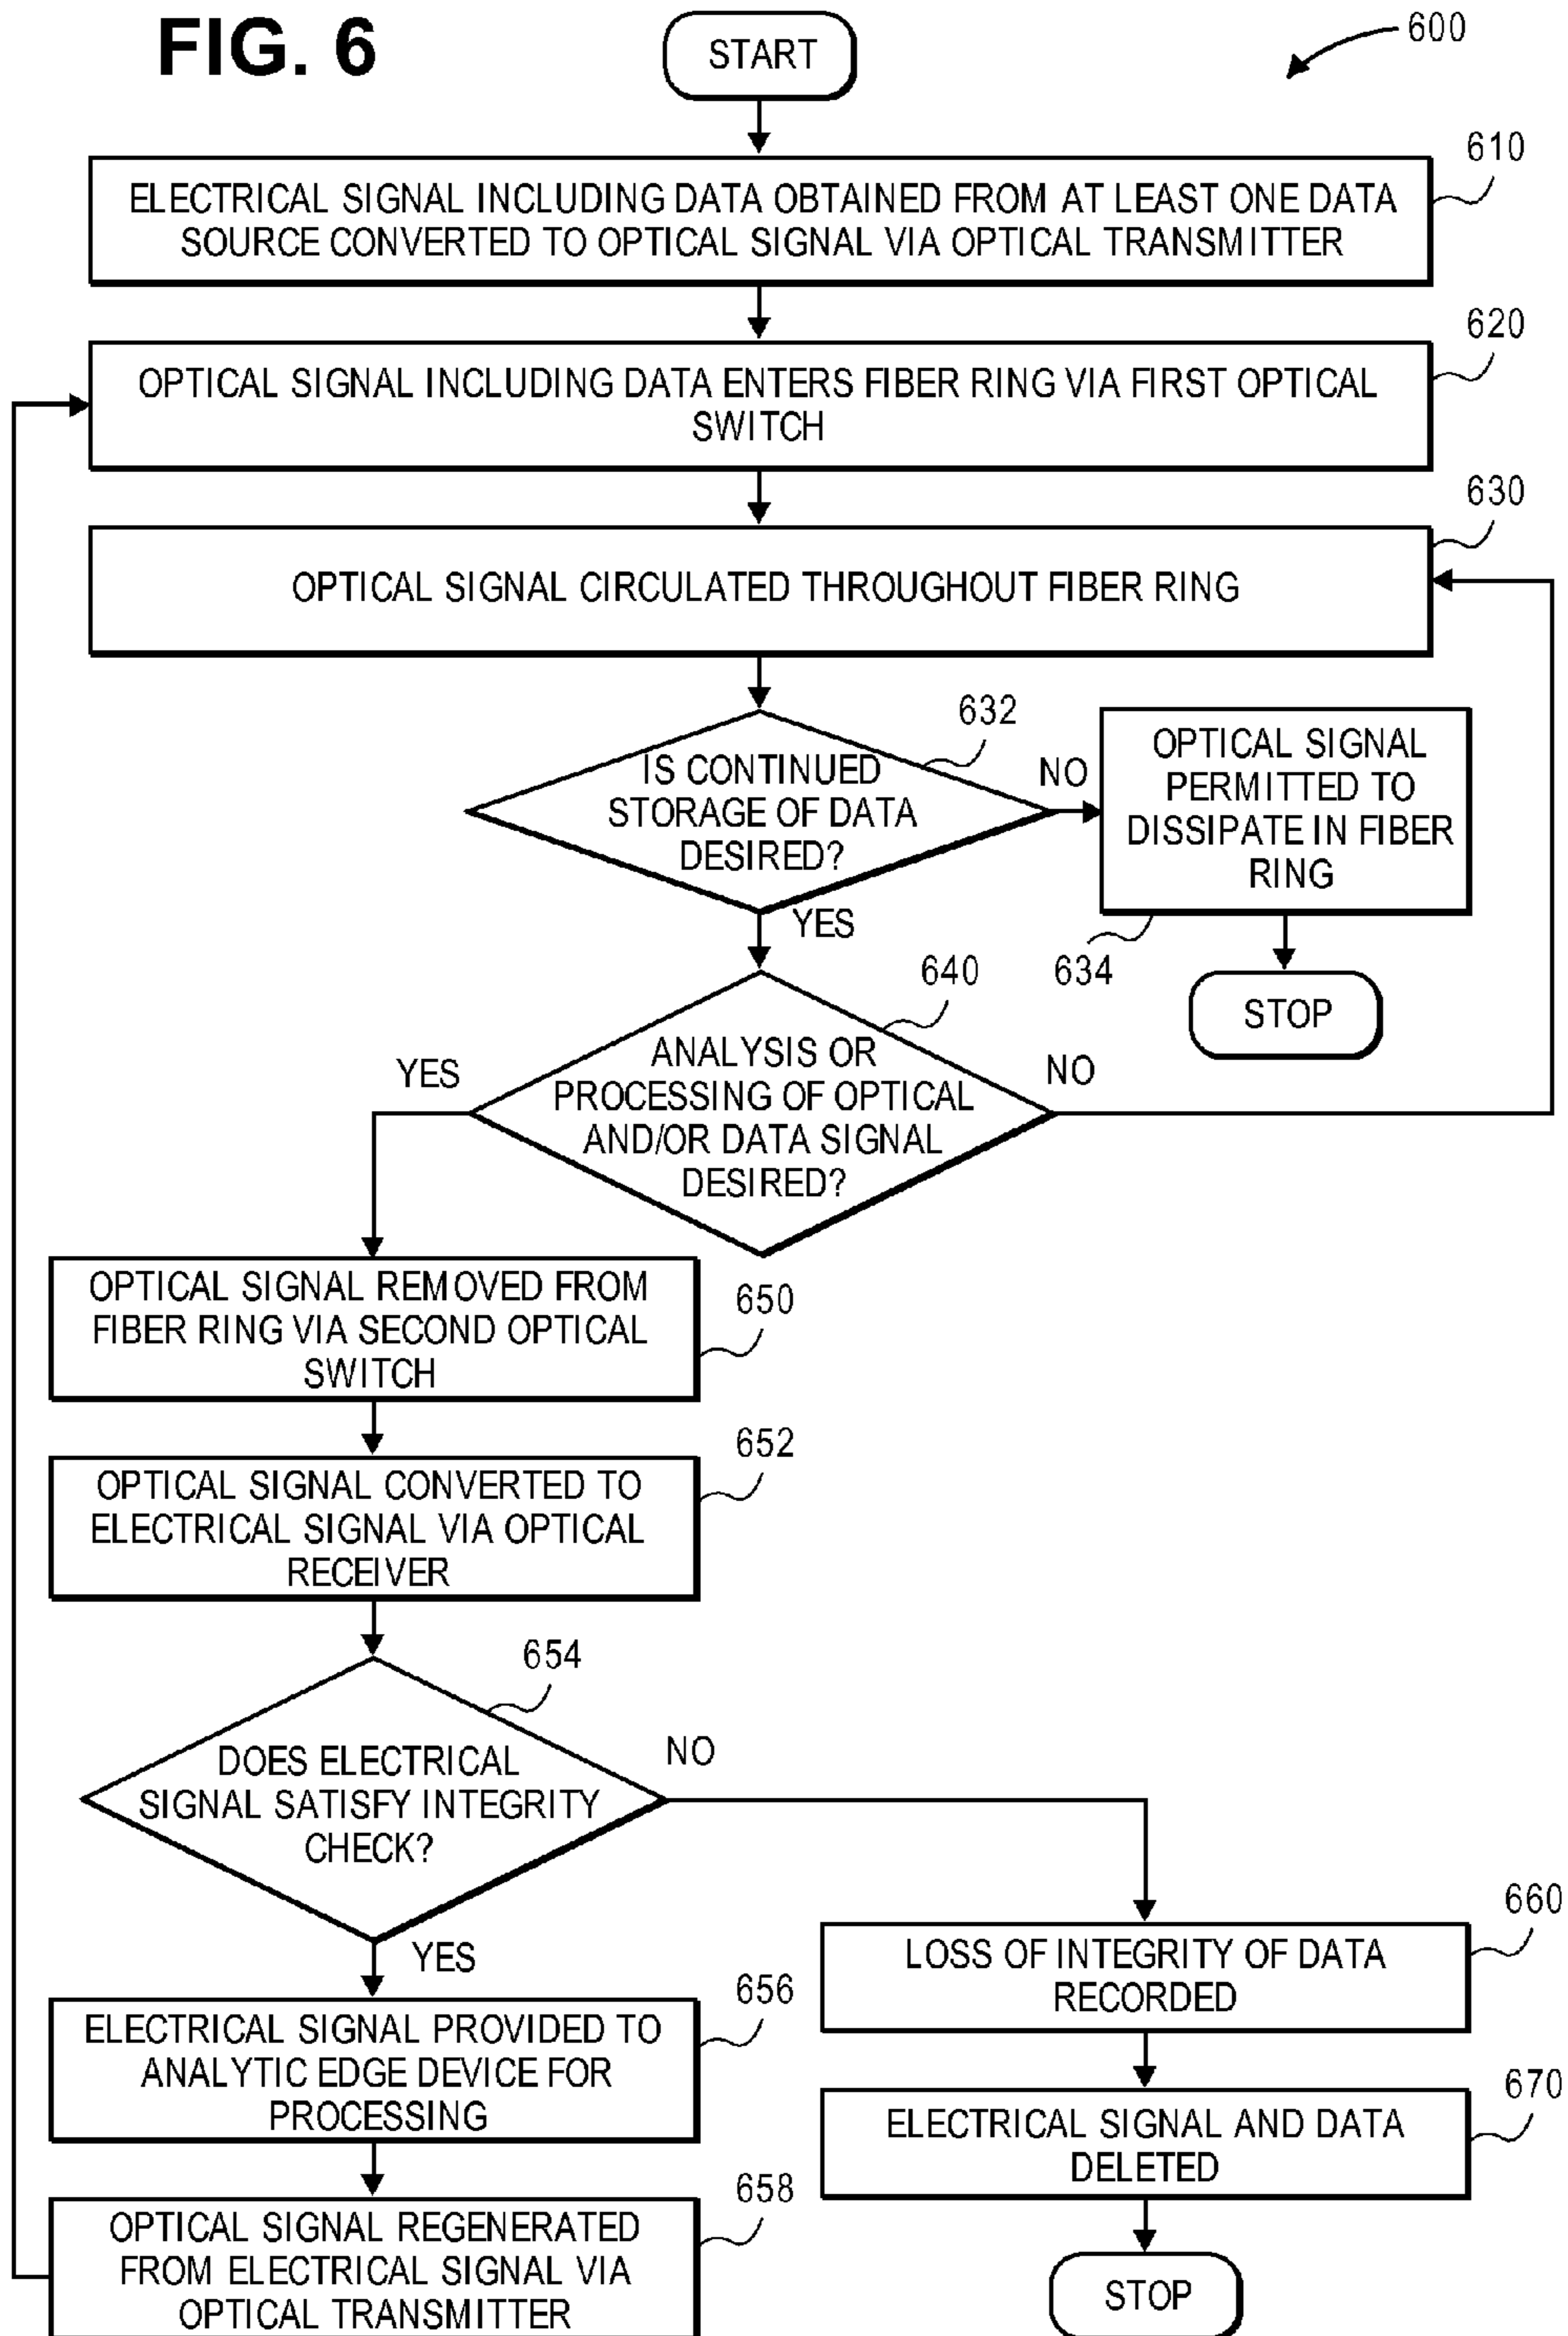 FIG. 6
START
600
610
ELECTRICAL SIGNAL INCLUDING DATA OBTAINED FROM AT LEAST ONE DATA
SOURCE CONVERTED TO OPTICAL SIGNAL VIA OPTICAL TRANSMITTER
620
OPTICAL SIGNAL INCLUDING DATA ENTERS FIBER RING VIA FIRST OPTICAL
SWITCH
630
OPTICAL SIGNAL CIRCULATED THROUGHOUT FIBER RING
632
IS CONTINUED
STORAGE OF DATA
DESIRED?
NO
OPTICAL SIGNAL
PERMITTED TO
DISSIPATE IN FIBER
RING
634
STOP
YES
640
ANALYSIS OR
PROCESSING OF OPTICAL
AND/OR DATA SIGNAL
DESIRED?
YES
NO
OPTICAL SIGNAL REMOVED FROM
FIBER RING VIA SECOND OPTICAL
SWITCH
650
OPTICAL SIGNAL CONVERTED TO
ELECTRICAL SIGNAL VIA OPTICAL
RECEIVER
652
654
DOES ELECTRICAL
SIGNAL SATISFY INTEGRITY
CHECK?
NO
YES
ELECTRICAL SIGNAL PROVIDED TO
ANALYTIC EDGE DEVICE FOR
PROCESSING
656
OPTICAL SIGNAL REGENERATED
FROM ELECTRICAL SIGNAL VIA
OPTICAL TRANSMITTER
658
660
LOSS OF INTEGRITY OF DATA
RECORDED
670
ELECTRICAL SIGNAL AND DATA
DELETED
STOP